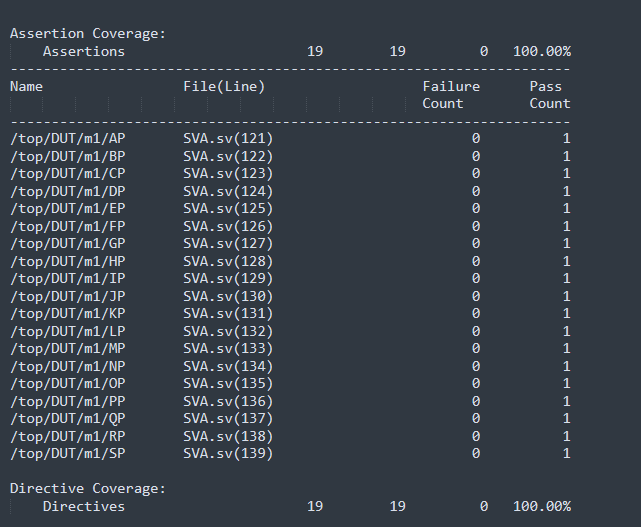 Assertion Coverage:
    Assertions                      19        19         0   100.00%
--------------------------------------------------------------------
Name                 File(Line)                   Failure      Pass
                                                  Count        Count
--------------------------------------------------------------------
/top/DUT/m1/AP       SVA.sv(121)                        0          1
/top/DUT/m1/BP       SVA.sv(122)                        0          1
/top/DUT/m1/CP       SVA.sv(123)                        0          1
/top/DUT/m1/DP       SVA.sv(124)                        0          1
/top/DUT/m1/EP       SVA.sv(125)                        0          1
/top/DUT/m1/FP       SVA.sv(126)                        0          1
/top/DUT/m1/GP       SVA.sv(127)                        0          1
/top/DUT/m1/HP       SVA.sv(128)                        0          1
/top/DUT/m1/IP       SVA.sv(129)                        0          1
/top/DUT/m1/JP       SVA.sv(130)                        0          1
/top/DUT/m1/KP       SVA.sv(131)                        0          1
/top/DUT/m1/LP       SVA.sv(132)                        0          1
/top/DUT/m1/MP       SVA.sv(133)                        0          1
/top/DUT/m1/NP       SVA.sv(134)                        0          1
/top/DUT/m1/OP       SVA.sv(135)                        0          1
/top/DUT/m1/PP       SVA.sv(136)                        0          1
/top/DUT/m1/QP       SVA.sv(137)                        0          1
/top/DUT/m1/RP       SVA.sv(138)                        0          1
/top/DUT/m1/SP       SVA.sv(139)                        0          1
Directive Coverage:
    Directives                      19        19         0   100.00%